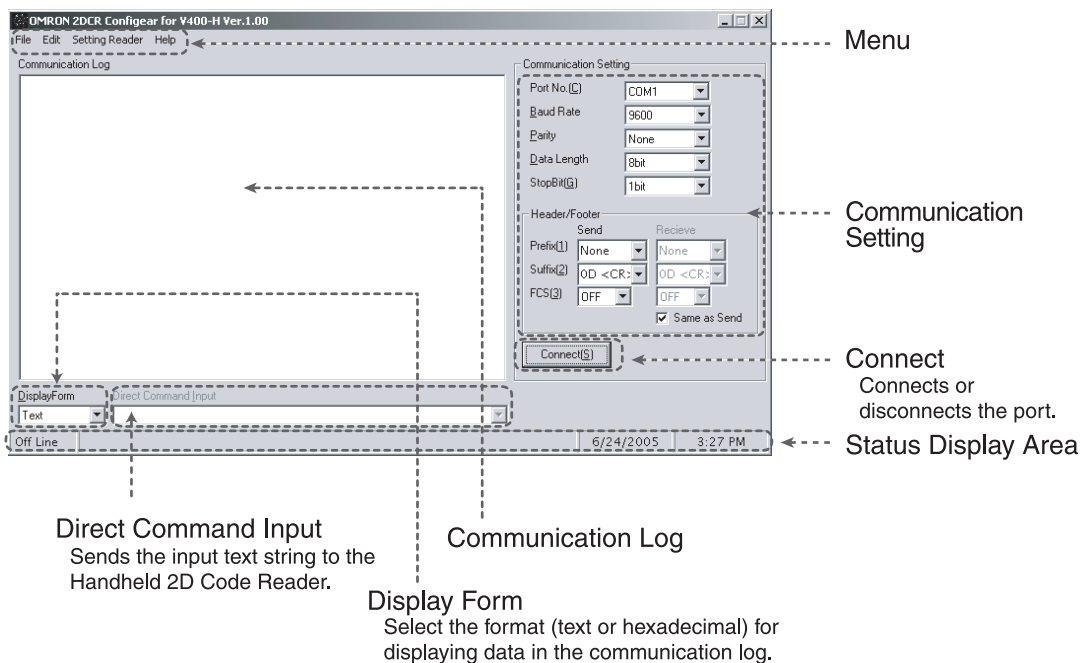 OMRON 2DCR Configear for V400-H Ver.1.00
File Edit Setting Reader Help
Menu
Communication Log
Communication Setting
Port No.(C) COM1
Baud Rate 9600
Parity None
Data Length 8bit
StopBit(G) 1bit
Header/Footer
Send Recieve
Prefix(1) None None
Suffix(2) 0D <CR> 0D <CR>
FCS(3) OFF OFF
Same as Send
Communication
Setting
Connect(S)
Connect
Connects or
disconnects the port.
DisplayForm Direct Command Input
Text
Off Line 6/24/2005 3:27 PM
Status Display Area
Direct Command Input
Sends the input text string to the
Handheld 2D Code Reader.
Communication Log
Display Form
Select the format (text or hexadecimal) for
displaying data in the communication log.